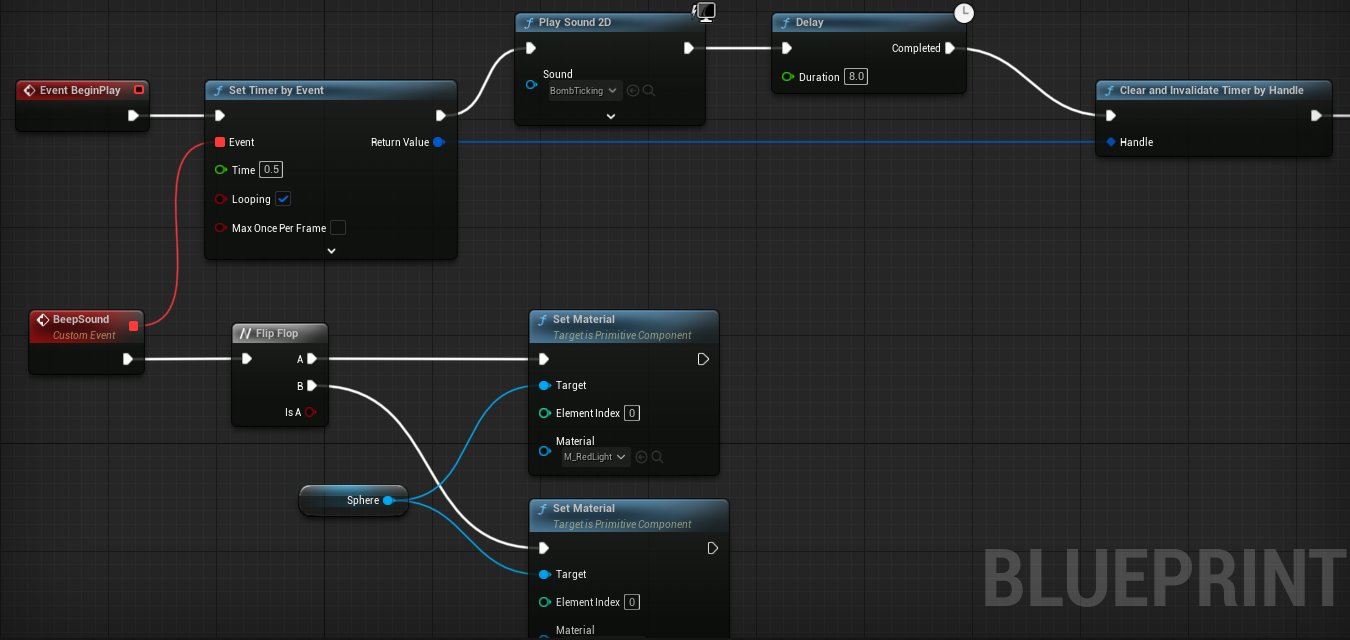 Play Sound 2D
Sound
BombTicking
Delay
Completed
Duration 8.0
Event BeginPlay
Set Timer by Event
Event
Return Value
Time 0.5
Looping
Max Once Per Frame
Clear and Invalidate Timer by Handle
Handle
BeepSound
Custom Event
Flip Flop
A
B
Is A
Set Material
Target is Primitive Component
Target
Element Index 0
Material
M_RedLight
Sphere
Set Material
Target is Primitive Component
Target
Element Index 0
Material
BLUEPRINT